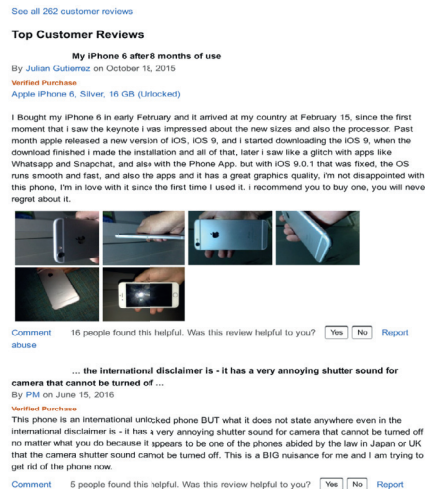 See all 262 customer reviews
Top Customer Reviews
My iPhone 6 after 8 months of use
By Julian Gutierrez on October 18, 2015
Verified Purchase
Apple iPhone 6, Silver, 16 GB (Unlocked)
I Bought my iPhone 6 in early Fetruary and it arrived at my country at February 15, since the first
moment that i saw the keynote i was impressed about the new sizes and also the processor. Past
month apple released a new version of iOS, iOS 9, and i started downloading the iOS 9, when the
download finished i made the installation and all of that, later i saw like a glitch with apps like
Whatsapp and Snapchat, and also with the Phone App. but with iOS 9.0.1 that was fixed, the OS
runs smooth and fast, and also the apps and it has a great graphics quality, i'm not disappointed with
this phone, I'm in love with it since the first time I used it. i recommend you to buy one, you will neve
regret about it.
Comment 16 people found this helpful. Was this review helpful to you? Yes No Report
abuse
... the international disclaimer is - it has a very annoying shutter sound for
camera that cannot be turned of ...
By PM on June 15, 2016
Verified Purchase
This phone is an international unlocked phone BUT what it does not state anywhere even in the
international disclaimer is - it has a very annoying shutter sound for camera that cannot be turned off
no matter what you do because it appears to be one of the phones abided by the law in Japan or UK
that the camera shutter sound cannot be turned off. This is a BIG nuisance for me and I am trying to
get rid of the phone now.
Comment 5 people found this helpful. Was this review helpful to you? Yes No Report